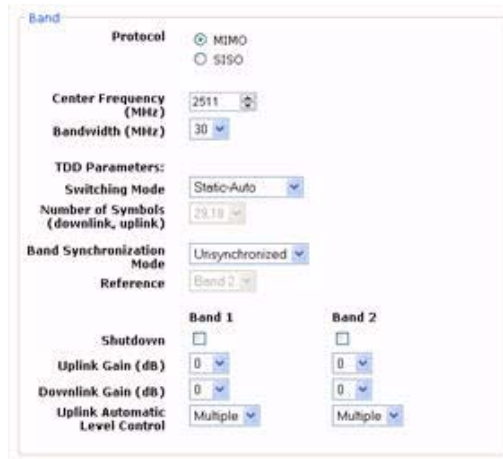 Band
Protocol
MIMO
SISO
Center Frequency (MHz)
2511
Bandwidth (MHz)
30
TDD Parameters:
Switching Mode
Static-Auto
Number of Symbols (downlink, uplink)
29,18
Band Synchronization Mode
Unsynchronized
Reference
Band 2
Band 1 Band 2
Shutdown
Uplink Gain (dB) 0 0
Downlink Gain (dB) 0 0
Uplink Automatic Level Control Multiple Multiple